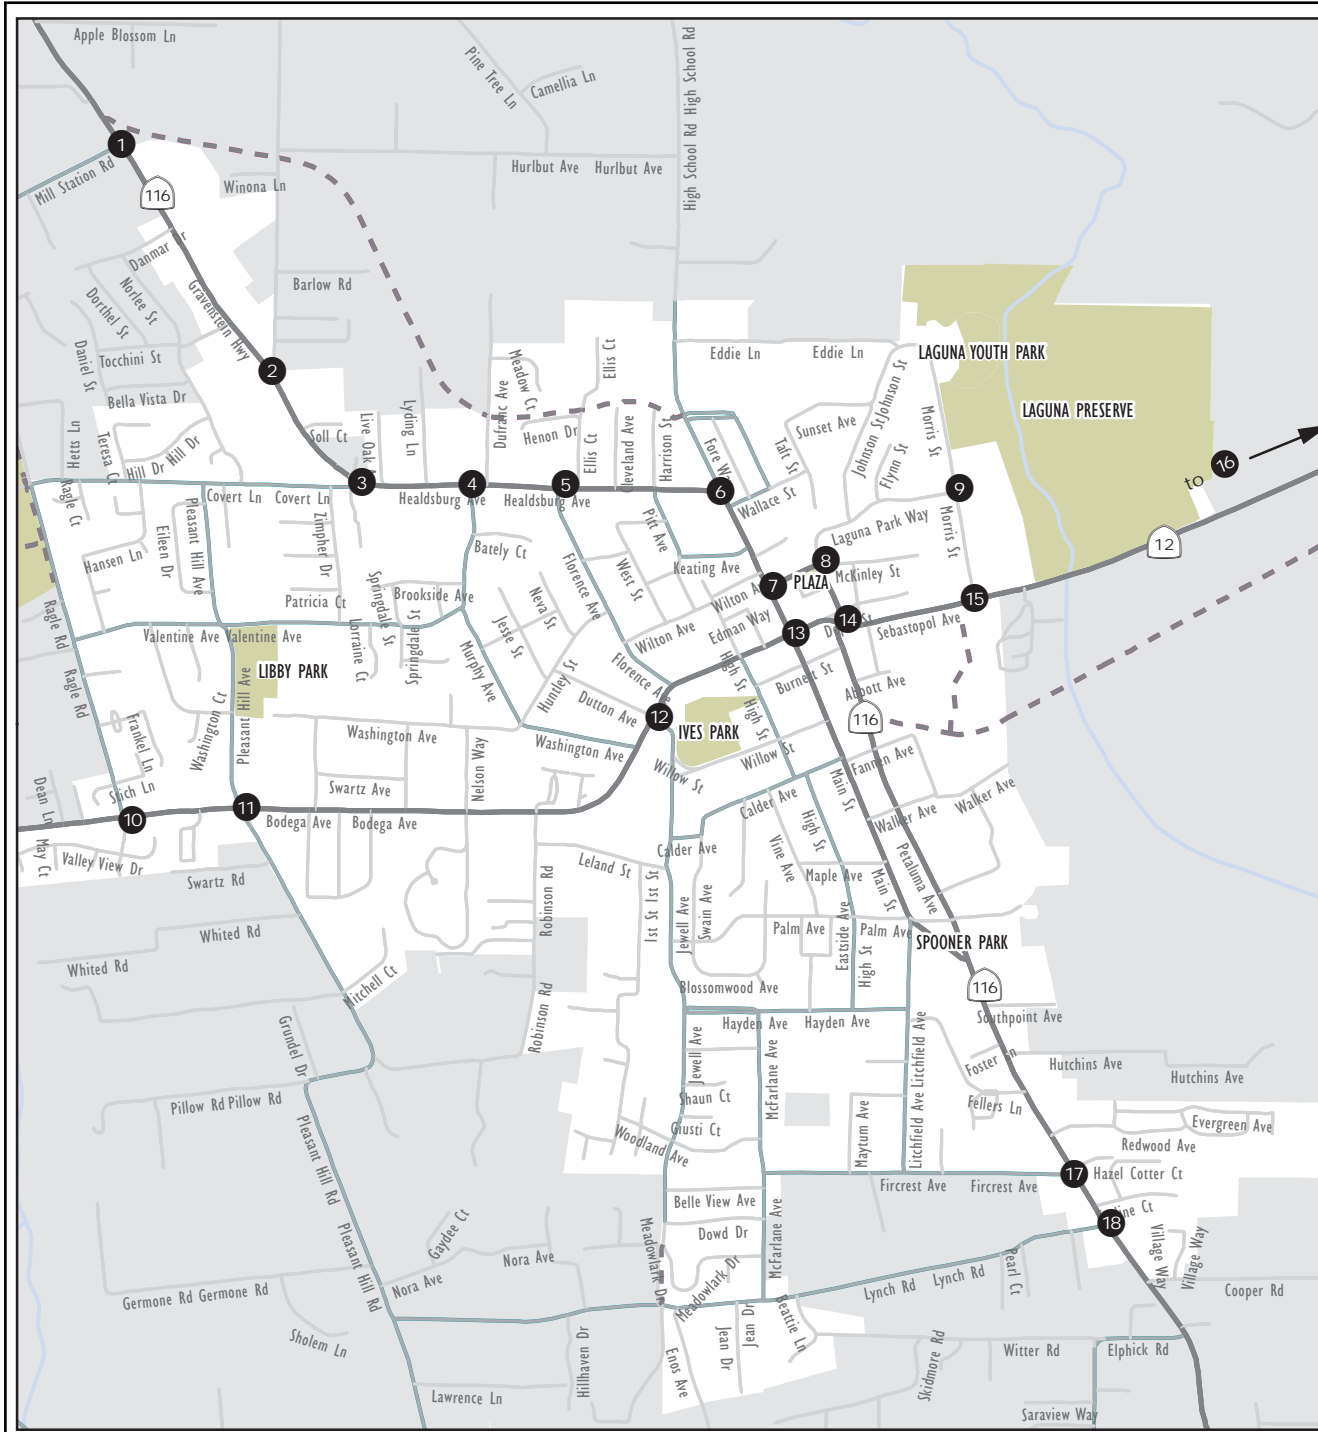 Apple Blossom Ln
Pine Tree Ln
Camellia Ln
High School Rd High School Rd
1
Mill Station Rd
116
Winona Ln
Hurlbut Ave Hurlbut Ave
Danmar Dr
Norlee St
Dorthel St
Gravenstein Hwy
Barlow Rd
Tocchini St
Daniel St
2
Bella Vista Dr
Meadow Ct
Ellis Ct
Eddie Ln Eddie Ln
LAGUNA YOUTH PARK
LAGUNA PRESERVE
Hetts Ln
Teresa Ct
Hill Dr Hill Dr
Soll Ct
Live Oak
Lyding Ln
Dufranc Ave
Henon Dr
Ellis Ct
Cleveland Ave
Harrison St
Fore
Taft St
Sunset Ave
Johnson St Johnson St
Flynn St
Morris St
Ragle Ct
Covert Ln Covert Ln
3
Healdsburg Ave
4
Healdsburg Ave
5
6
Wallace St
9
to 16
12
Pleasant Hill Ave
Zimpher Dr
Eileen Dr
Hansen Ln
Bately Ct
Pitt Ave
Laguna Park Way
Morris St
Keating Ave
8
McKinley St
Patricia Ct
Springdale St
Brookside Ave
Springdale St
Neva St
Florence Ave
West St
Wilton Ave
7
PLAZA
15
Ragle Rd
Valentine Ave Valentine Ave
Lorraine Ct
Jesse St
Wilton Ave
Edman Way
13
14
Sebastopol Ave
LIBBY PARK
Murphy Ave
Huntley St
Florence Ave
High St
Burnett St
Abbott Ave
Ragle Rd
Washington Ct
Pleasant Hill Ave
Dutton Ave
12
IVES PARK
High St
116
Frankel Ln
Washington Ave
Washington Ave
Nelson Way
Willow St
Willow St
Main St
Fannen Ave
Dean Ln
Stich Ln
Swartz Ave
Calder Ave
High St
Walker Ave
Walker Ave
10
11
Bodega Ave Bodega Ave
May Ct
Valley View Dr
Swartz Rd
Leland St
Calder Ave
Vine Ave
Maple Ave
Main St
Petaluma Ave
Robinson Rd
1st St 1st St
Jewell Ave
Swain Ave
Whited Rd
Whited Rd
Palm Ave
Eastside Ave
High St
Palm Ave
SPOONER PARK
116
Mitchell Ct
Robinson Rd
Blossomwood Ave
Southpoint Ave
Grundel Dr
Hayden Ave Hayden Ave
Jewell Ave
McFarlane Ave
Litchfield Ave Litchfield Ave
Foster Ln
Hutchins Ave
Hutchins Ave
Pillow Rd Pillow Rd
Shaun Ct
Fellers Ln
Giusti Ct
Woodland Ave
Maytum Ave
Evergreen Ave
Redwood Ave
Pleasant Hill Rd
17
Hazel Cotter Ct
Fircrest Ave Fircrest Ave
Belle View Ave
Dowd Dr
McFarlane Ave
18
Village Way
Village Way
Gaydee Ct
Nora Ave
Nora Ave
Pleasant Hill Rd
Meadowlark Dr
Meadowlark Dr
Lynch Rd Lynch Rd
Pearl Ct
Cooper Rd
Germone Rd Germone Rd
Sholem Ln
Hillhaven Dr
Jean Dr
Jean Dr
Beattie Ln
Enos Ave
Skidmore Rd
Witter Rd
Elphick Rd
Lawrence Ln
Saraview Way